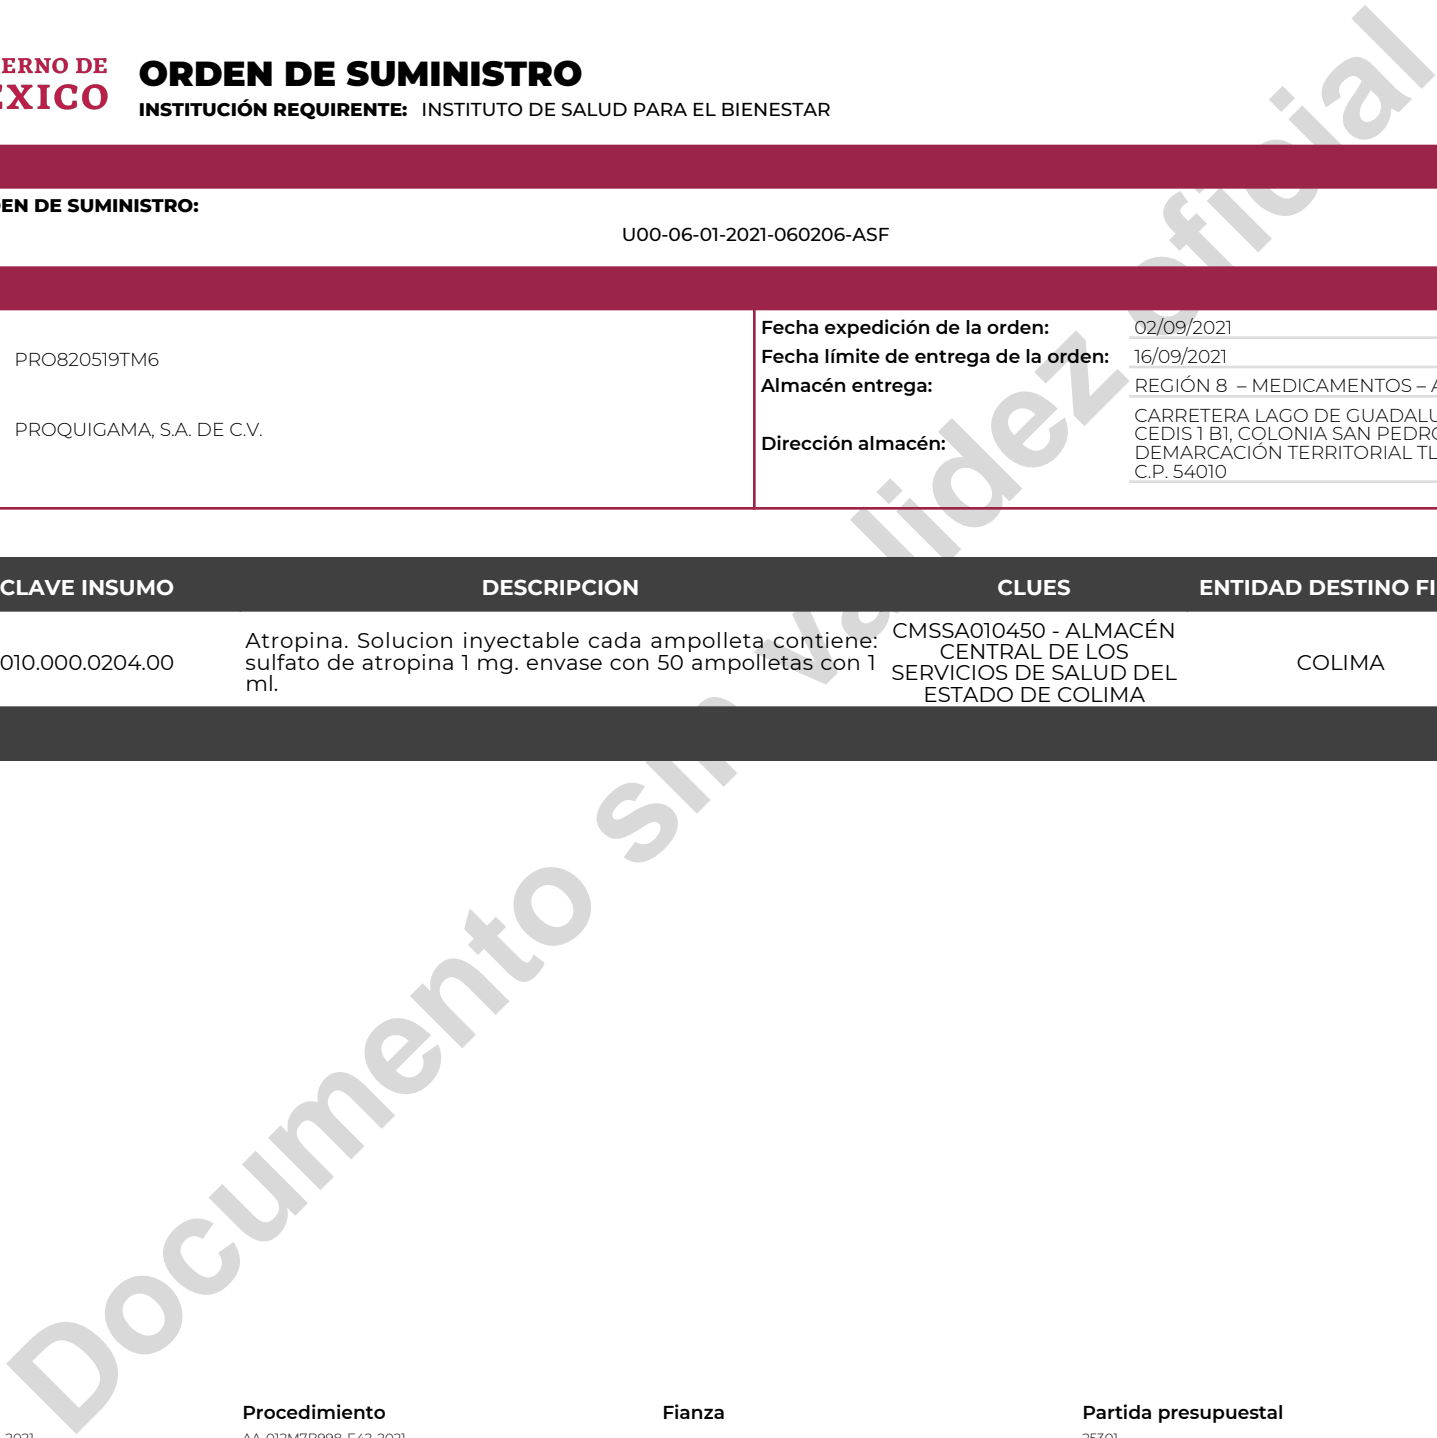 ERNO DE
EXICO
ORDEN DE SUMINISTRO
INSTITUCIÓN REQUIRENTE: INSTITUTO DE SALUD PARA EL BIENESTAR
EN DE SUMINISTRO:
U00-06-01-2021-060206-ASF
PRO820519TM6
PROQUIGAMA, S.A. DE C.V.
Fecha expedición de la orden: 02/09/2021
Fecha límite de entrega de la orden: 16/09/2021
Almacén entrega: REGIÓN 8 – MEDICAMENTOS – A
Dirección almacén:
CARRETERA LAGO DE GUADALU
CEDIS 1 B1, COLONIA SAN PEDRO
DEMARCACIÓN TERRITORIAL TL
C.P. 54010
CLAVE INSUMO DESCRIPCION CLUES ENTIDAD DESTINO FI
010.000.0204.00
Atropina. Solucion inyectable cada ampolleta contiene:
sulfato de atropina 1 mg. envase con 50 ampolletas con 1
ml.
CMSSA010450 - ALMACÉN
CENTRAL DE LOS
SERVICIOS DE SALUD DEL
ESTADO DE COLIMA
COLIMA
Documento sin validez oficial
Procedimiento Fianza Partida presupuestal